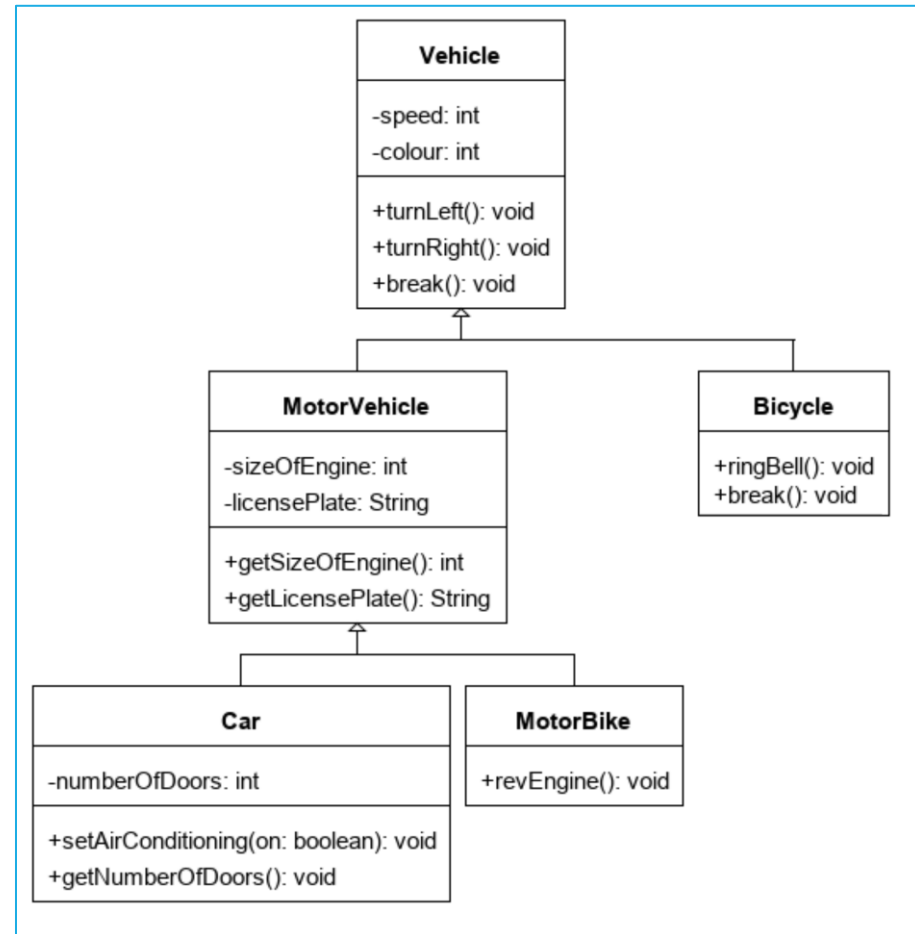 Vehicle
-speed: int
-colour: int
+turnLeft(): void
+turnRight(): void
+break(): void
MotorVehicle
-sizeOfEngine: int
-licensePlate: String
+getSizeOfEngine(): int
+getLicensePlate(): String
Bicycle
+ringBell(): void
+break(): void
Car
-numberOfDoors: int
+setAirConditioning(on: boolean): void
+getNumberOfDoors(): void
MotorBike
+revEngine(): void